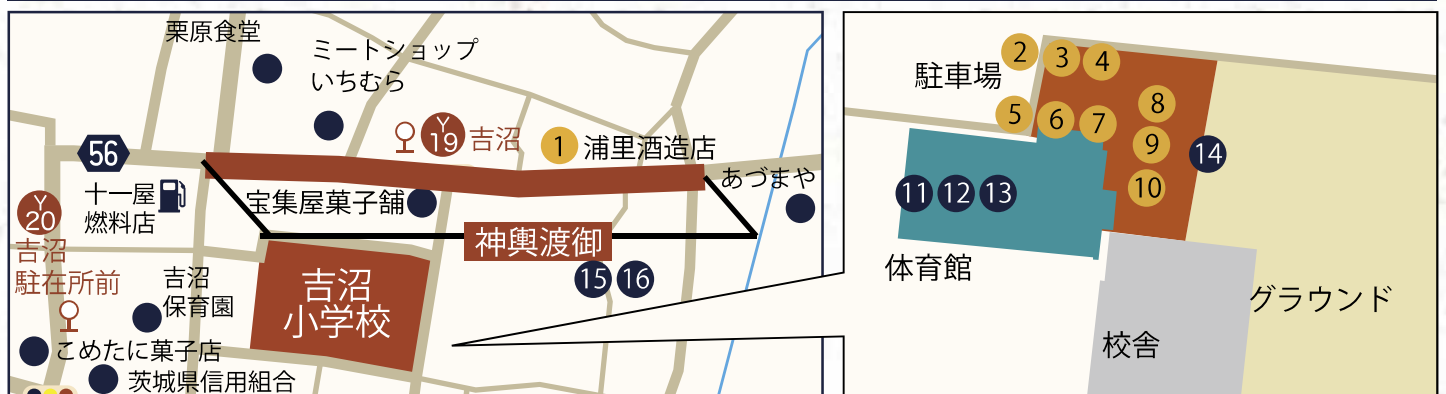 栗原食堂
ミートショップ
いちむら
56
十一屋
燃料店
Y
19
吉沼
1
浦里酒造店
あづまや
宝集屋菓子舗
神輿渡御
15
16
Y
20
吉沼
駐在所前
吉沼
保育園
吉沼
小学校
こめたに菓子店
茨城県信用組合
駐車場
2
3
4
5
6
7
8
9
10
14
11
12
13
体育館
グラウンド
校舎